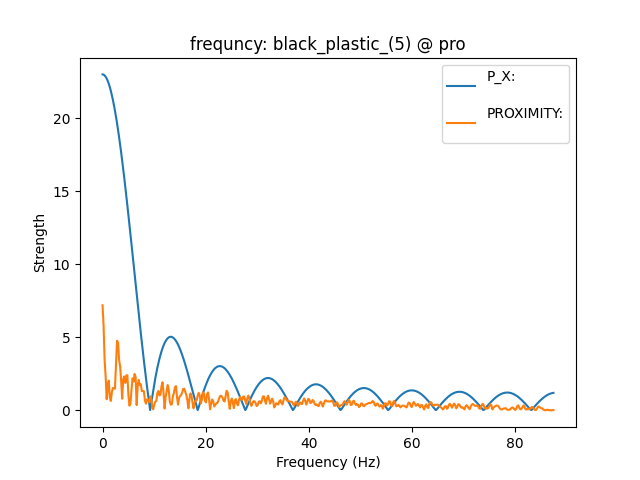 frequncy: black_plastic_(5) @ pro
P_X:
PROXIMITY:
Strength
20
15
10
5
0
0 20 40 60 80
Frequency (Hz)